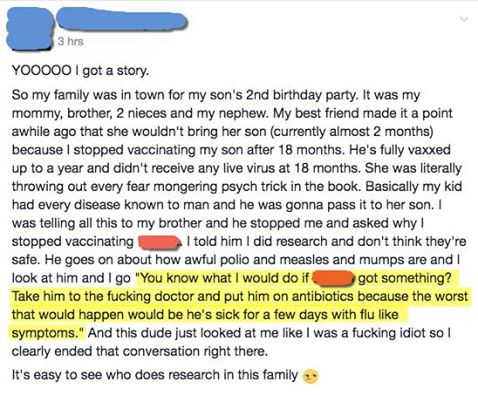 3 hrs
YOOOOO I got a story.
So my family was in town for my son's 2nd birthday party. It was my
mommy, brother, 2 nieces and my nephew. My best friend made it a point
awhile ago that she wouldn't bring her son (currently almost 2 months)
because I stopped vaccinating my son after 18 months. He's fully vaxxed
up to a year and didn't receive any live virus at 18 months. She was literally
throwing out every fear mongering psych trick in the book. Basically my kid
had every disease known to man and he was gonna pass it to her son. I
was telling all this to my brother and he stopped me and asked why I
stopped vaccinating I told him I did research and don't think they're
safe. He goes on about how awful polio and measles and mumps are and I
look at him and I go "You know what I would do if got something?
Take him to the fucking doctor and put him on antibiotics because the worst
that would happen would be he's sick for a few days with flu like
symptoms." And this dude just looked at me like I was a fucking idiot so I
clearly ended that conversation right there.
It's easy to see who does research in this family 😒